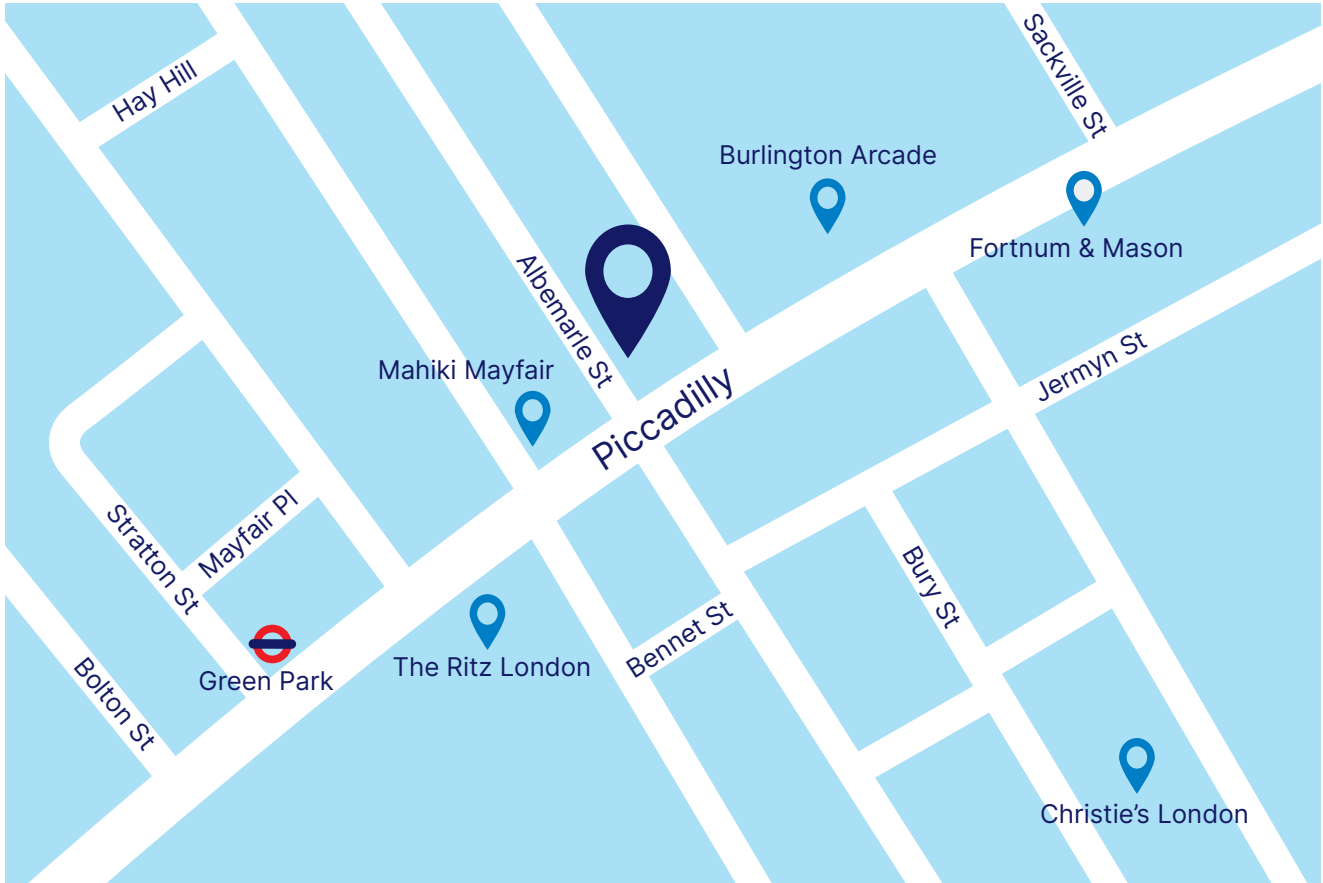 Sackville St
Hay Hill
Burlington Arcade
Fortnum & Mason
Albemarle St
Jermyn St
Mahiki Mayfair
Piccadilly
Mayfair Pl
Stratton St
Bury St
Bennet St
The Ritz London
Green Park
Bolton St
Christie’s London